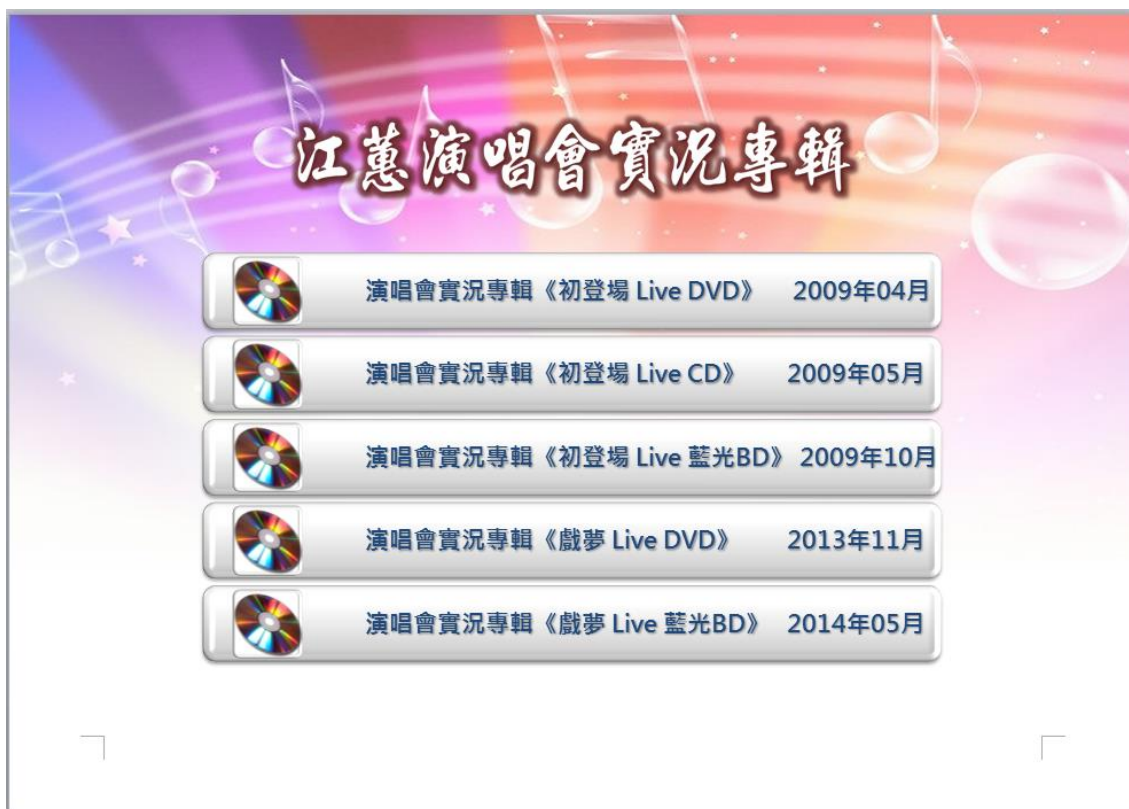 江蕙演唱會實況專輯
演唱會實況專輯《初登場 Live DVD》 2009年04月
演唱會實況專輯《初登場 Live CD》 2009年05月
演唱會實況專輯《初登場 Live 藍光BD》 2009年10月
演唱會實況專輯《戲夢 Live DVD》 2013年11月
演唱會實況專輯《戲夢 Live 藍光BD》 2014年05月